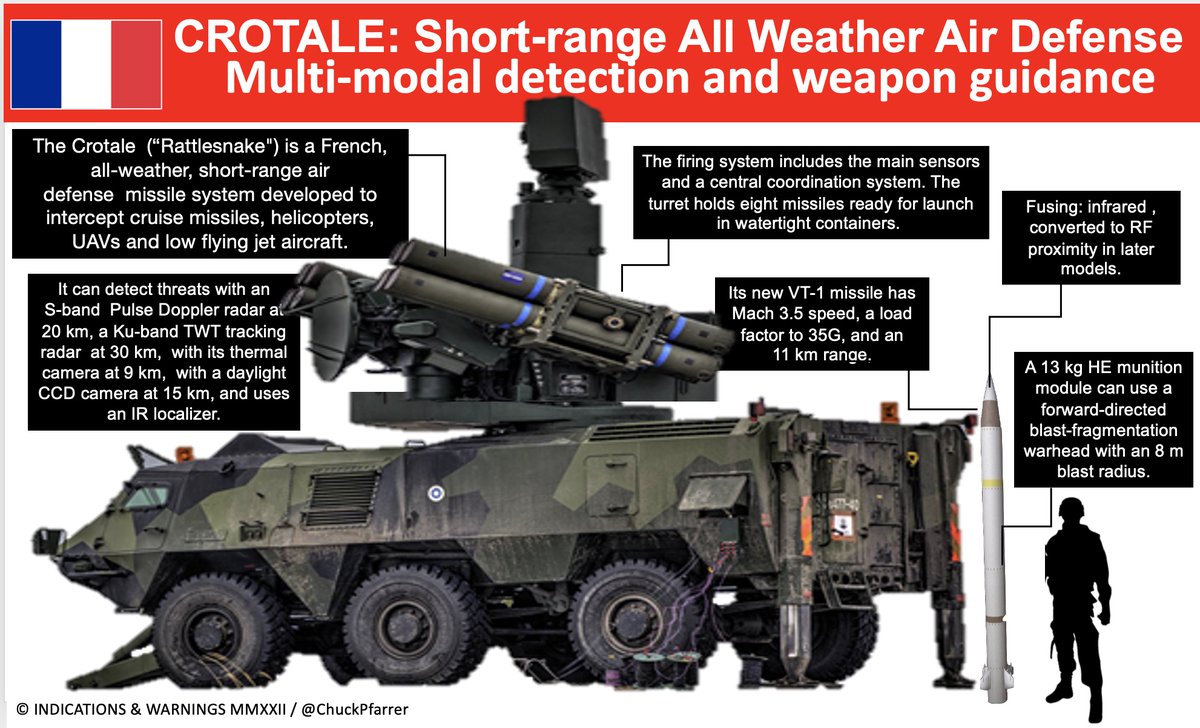 CROTALE: Short-range All Weather Air Defense
Multi-modal detection and weapon guidance
The Crotale (“Rattlesnake") is a French,
all-weather, short-range air
defense missile system developed to
intercept cruise missiles, helicopters,
UAVs and low flying jet aircraft.
It can detect threats with an
S-band Pulse Doppler radar at
20 km, a Ku-band TWT tracking
radar at 30 km, with its thermal
camera at 9 km, with a daylight
CCD camera at 15 km, and uses
an IR localizer.
The firing system includes the main sensors
and a central coordination system. The
turret holds eight missiles ready for launch
in watertight containers.
Its new VT-1 missile has
Mach 3.5 speed, a load
factor to 35G, and an
11 km range.
Fusing: infrared ,
converted to RF
proximity in later
models.
A 13 kg HE munition
module can use a
forward-directed
blast-fragmentation
warhead with an 8 m
blast radius.
© INDICATIONS & WARNINGS MMXXII / @ChuckPfarrer